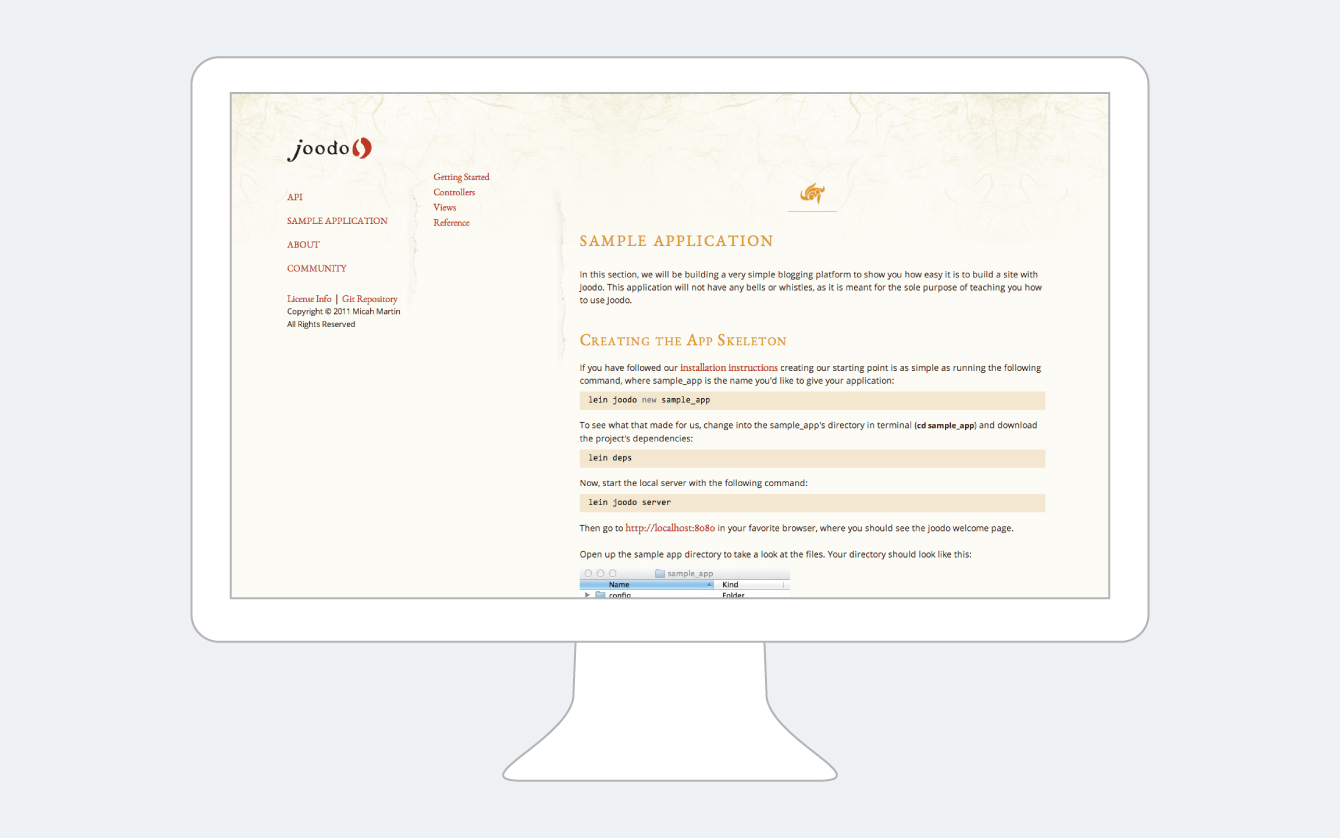 joodo
API
SAMPLE APPLICATION
ABOUT
COMMUNITY
License Info | Git Repository
Copyright © 2011 Micah Martin
All Rights Reserved
Getting Started
Controllers
Views
Reference
SAMPLE APPLICATION
In this section, we will be building a very simple blogging platform to show you how easy it is to build a site with
Joodo. This application will not have any bells or whistles, as it is meant for the sole purpose of teaching you how
to use Joodo.
Creating the App Skeleton
If you have followed our installation instructions creating our starting point is as simple as running the following
command, where sample_app is the name you'd like to give your application:
lein joodo new sample_app
To see what that made for us, change into the sample_app's directory in terminal (cd sample_app) and download
the project's dependencies:
lein deps
Now, start the local server with the following command:
lein joodo server
Then go to http://localhost:8080 in your favorite browser, where you should see the joodo welcome page.
Open up the sample app directory to take a look at the files. Your directory should look like this:
sample_app
Name Kind
config Folder